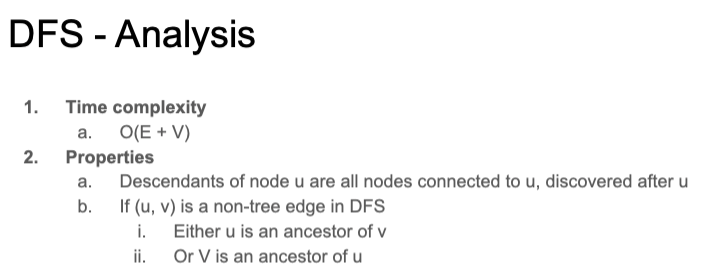 DFS - Analysis
1. Time complexity
a. O(E + V)
2. Properties
a. Descendants of node u are all nodes connected to u, discovered after u
b. If (u, v) is a non-tree edge in DFS
i. Either u is an ancestor of v
ii. Or V is an ancestor of u